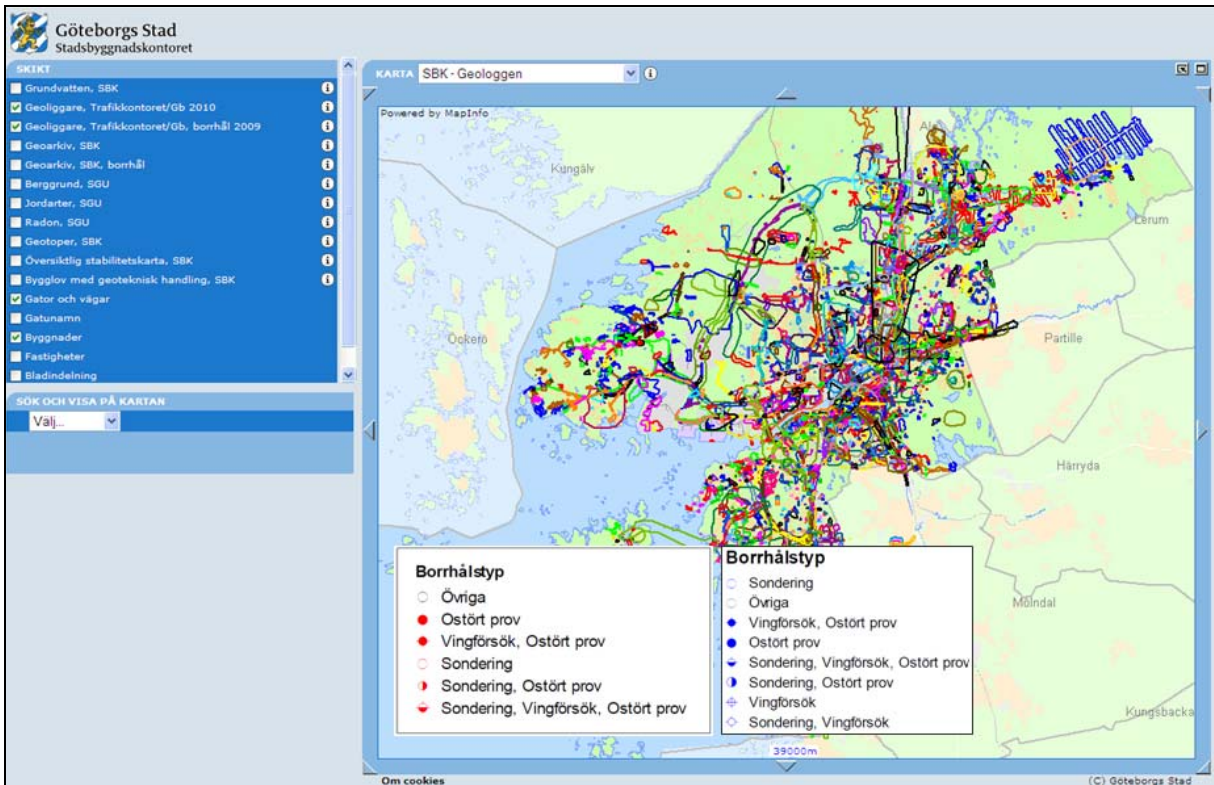 Göteborgs Stad
Stadsbyggnadskontoret
SKIKT
Grundvatten, SBK
Geoliggare, Trafikkontoret/Gb 2010
Geoliggare, Trafikkontoret/Gb, borrhål 2009
Geoarkiv, SBK
Geoarkiv, SBK, borrhål
Berggrund, SGU
Jordarter, SGU
Radon, SGU
Geotoper, SBK
Översiktlig stabilitetskarta, SBK
Bygglov med geoteknisk handling, SBK
Gator och vägar
Gatunamn
Byggnader
Fastigheter
Bladindelning
SÖK OCH VISA PÅ KARTAN
Välj...
KARTA SBK - Geologgen
Powered by MapInfo
Kungälv
Lerum
Öckerö
Partille
Härryda
Mölndal
Kungsbacka
Borrhålstyp
Övriga
Ostört prov
Vingförsök, Ostört prov
Sondering
Sondering, Ostört prov
Sondering, Vingförsök, Ostört prov
Borrhålstyp
Sondering
Övriga
Vingförsök, Ostört prov
Ostört prov
Sondering, Vingförsök, Ostört prov
Sondering, Ostört prov
Vingförsök
Sondering, Vingförsök
39000m
Om cookies
(C) Göteborgs Stad